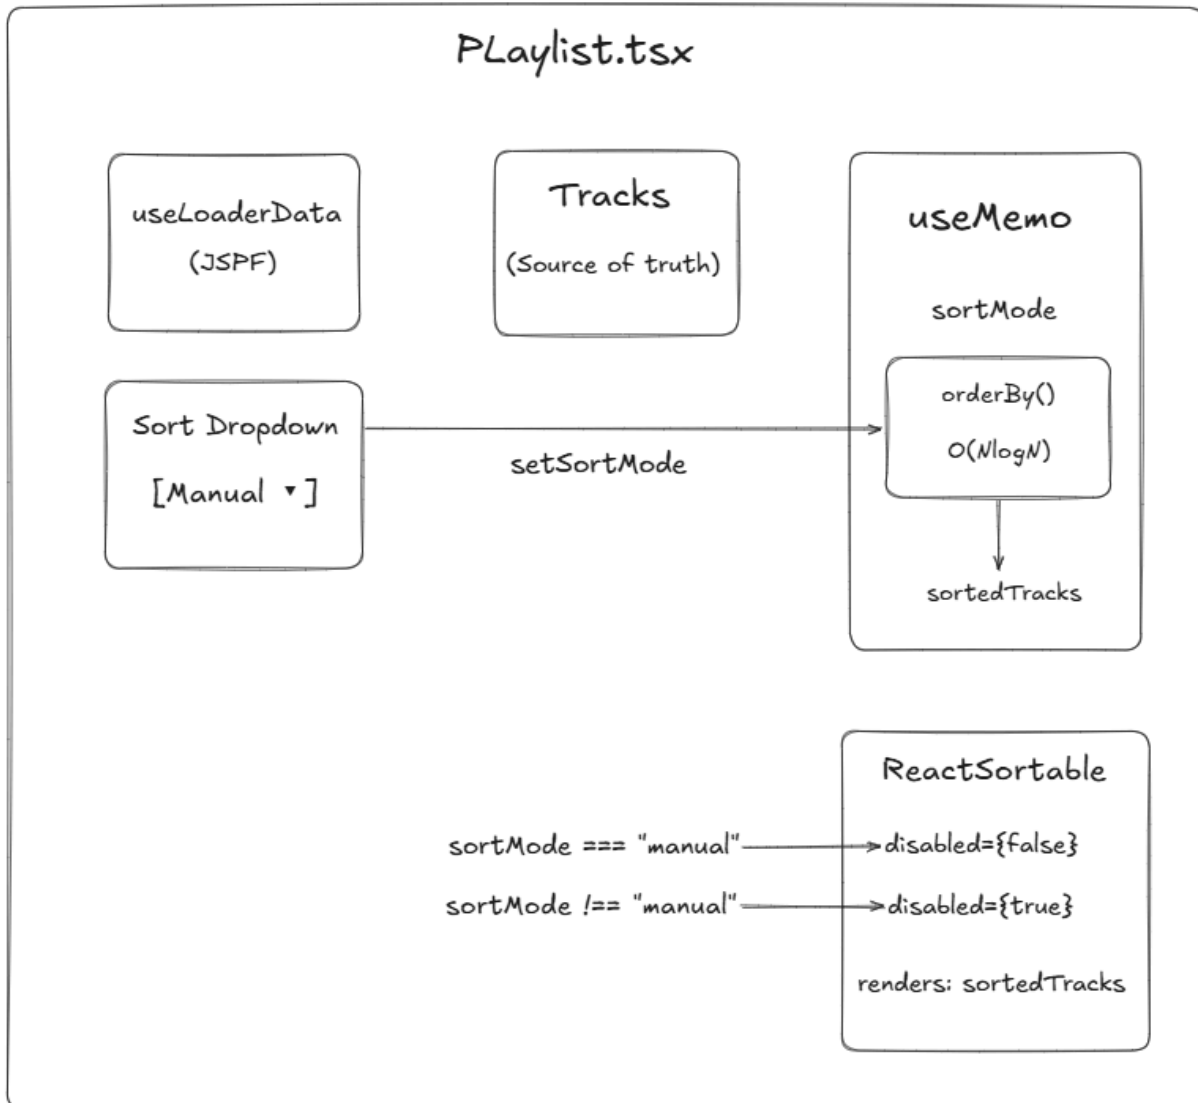 PLaylist.tsx
useLoaderData
(JSPF)
Tracks
(Source of truth)
useMemo
sortMode
orderBy()
O(NlogN)
sortedTracks
Sort Dropdown
[Manual ▾]
setSortMode
ReactSortable
sortMode === "manual"
disabled={false}
sortMode !== "manual"
disabled={true}
renders: sortedTracks